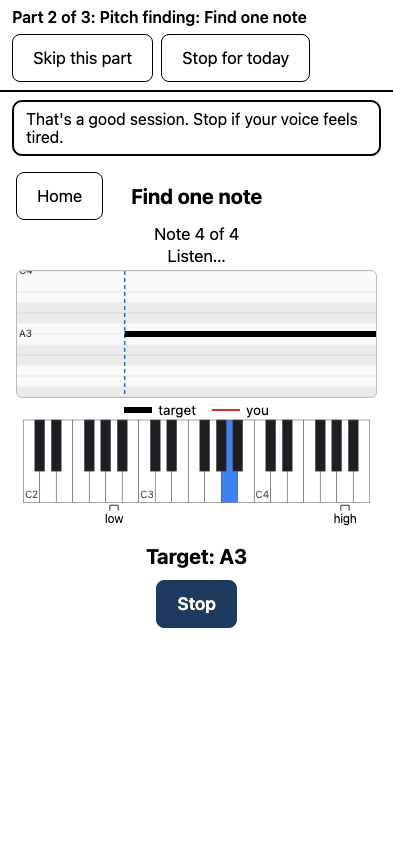 Part 2 of 3: Pitch finding: Find one note
Skip this part
Stop for today
That's a good session. Stop if your voice feels
tired.
Home
Find one note
Note 4 of 4
Listen...
C4
A3
target
you
C2
C3
C4
low
high
Target: A3
Stop